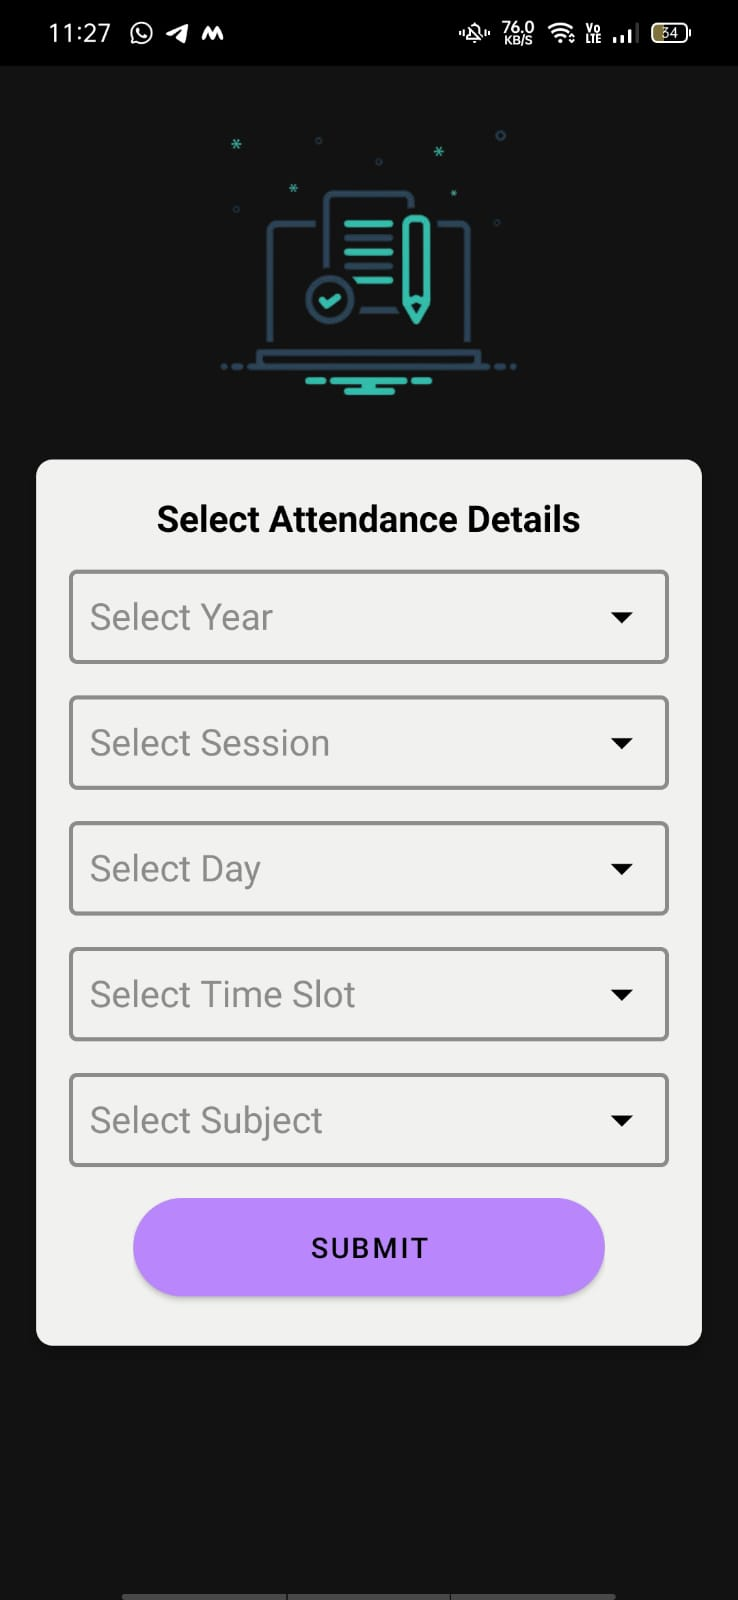 11:27
76.0
KB/S
Vo
LTE
34
Select Attendance Details
Select Year
Select Session
Select Day
Select Time Slot
Select Subject
SUBMIT